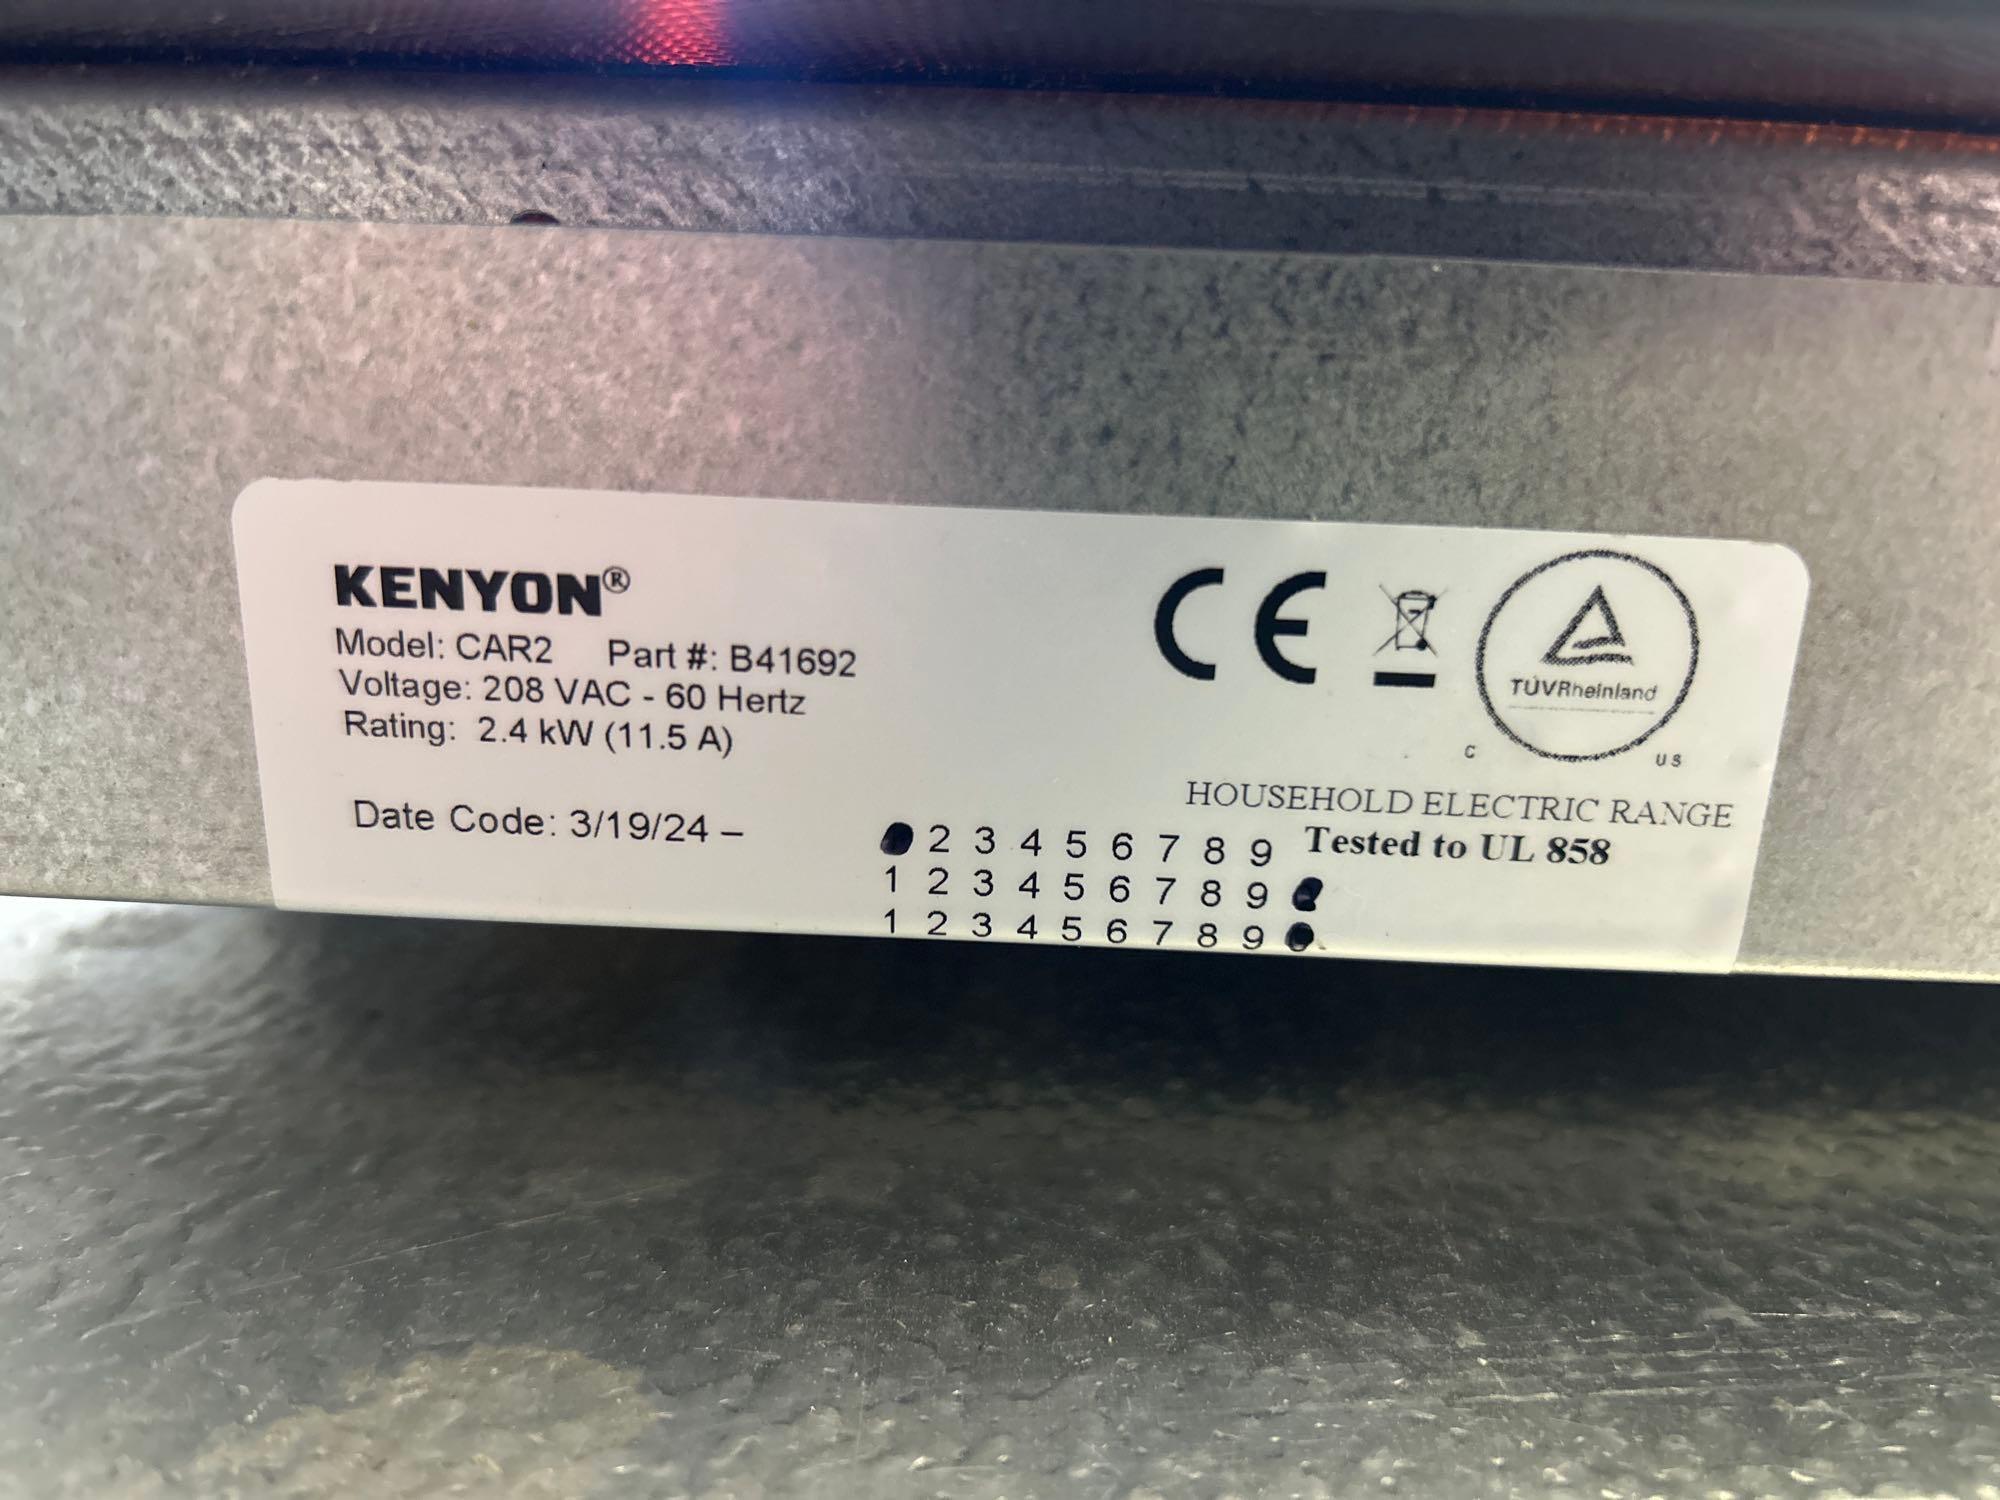 KENYON®
Model: CAR2 Part #: B41692
Voltage: 208 VAC - 60 Hertz
Rating: 2.4 kW (11.5 A)
Date Code: 3/19/24 –
2 3 4 5 6 7 8 9
1 2 3 4 5 6 7 8 9
1 2 3 4 5 6 7 8 9
CE
TÜVRheinland
C US
HOUSEHOLD ELECTRIC RANGE
Tested to UL 858